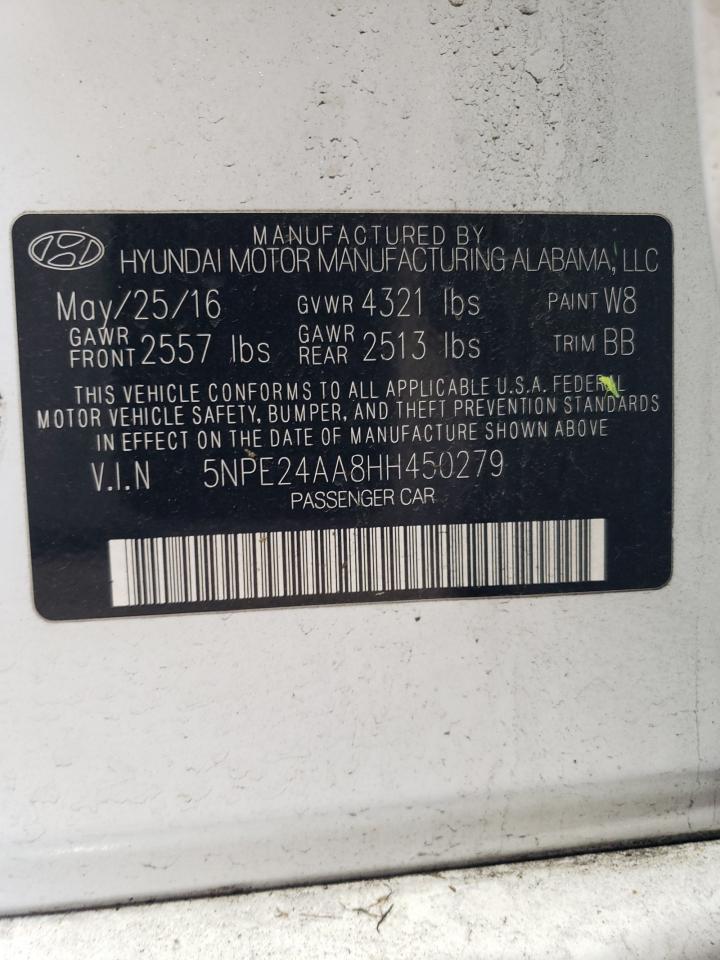 MANUFACTURED BY
HYUNDAI MOTOR MANUFACTURING ALABAMA, LLC
May/25/16 GVWR 4321 lbs PAINT W8
GAWR FRONT 2557 lbs GAWR REAR 2513 lbs TRIM BB
THIS VEHICLE CONFORMS TO ALL APPLICABLE U.S.A. FEDERAL
MOTOR VEHICLE SAFETY, BUMPER, AND THEFT PREVENTION STANDARDS
IN EFFECT ON THE DATE OF MANUFACTURING SHOWN ABOVE
V.I.N 5NPE24AA8HH450279
PASSENGER CAR